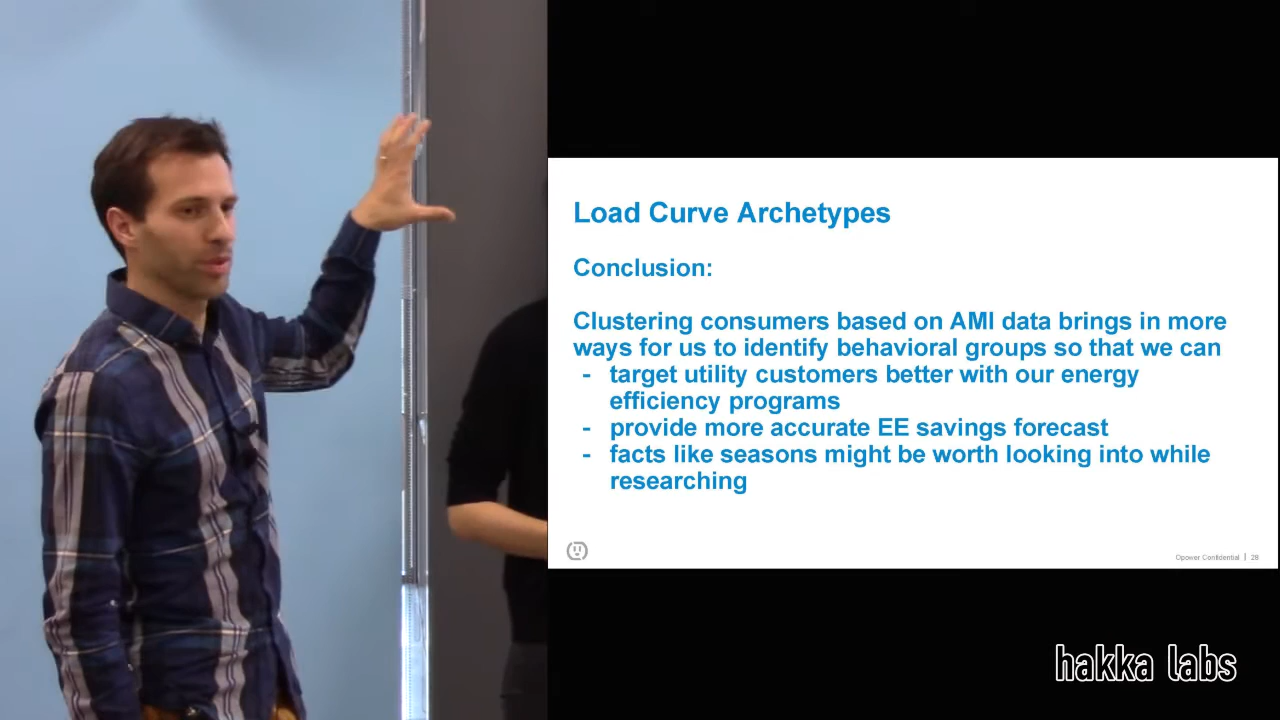 Load Curve Archetypes
Conclusion:
Clustering consumers based on AMI data brings in more
ways for us to identify behavioral groups so that we can
- target utility customers better with our energy
efficiency programs
- provide more accurate EE savings forecast
- facts like seasons might be worth looking into while
researching
Opower Confidential | 28
hakka labs